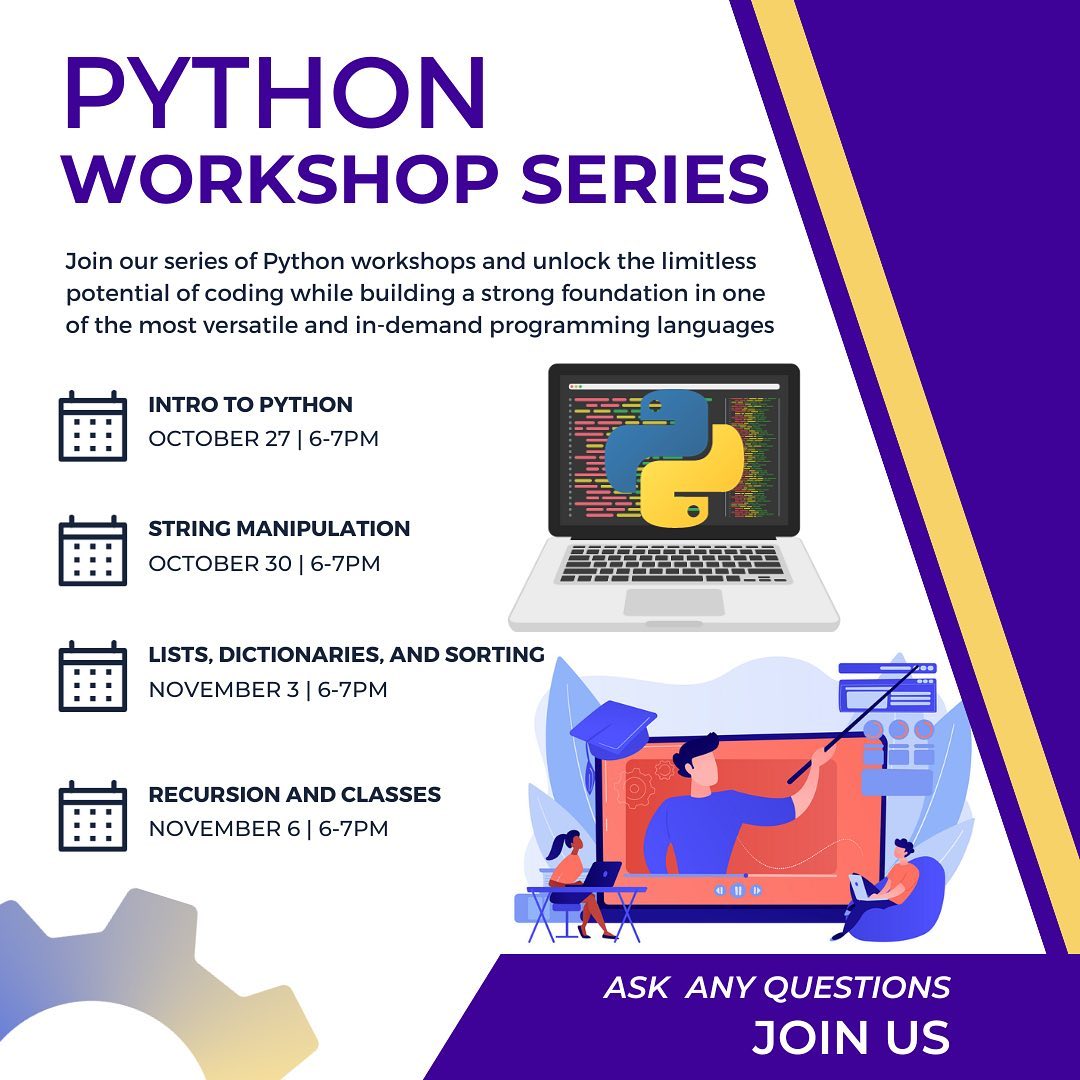 PYTHON
WORKSHOP SERIES
Join our series of Python workshops and unlock the limitless
potential of coding while building a strong foundation in one
of the most versatile and in-demand programming languages
INTRO TO PYTHON
OCTOBER 27 | 6-7PM
STRING MANIPULATION
OCTOBER 30 | 6-7PM
LISTS, DICTIONARIES, AND SORTING
NOVEMBER 3 | 6-7PM
RECURSION AND CLASSES
NOVEMBER 6 | 6-7PM
ASK ANY QUESTIONS
JOIN US